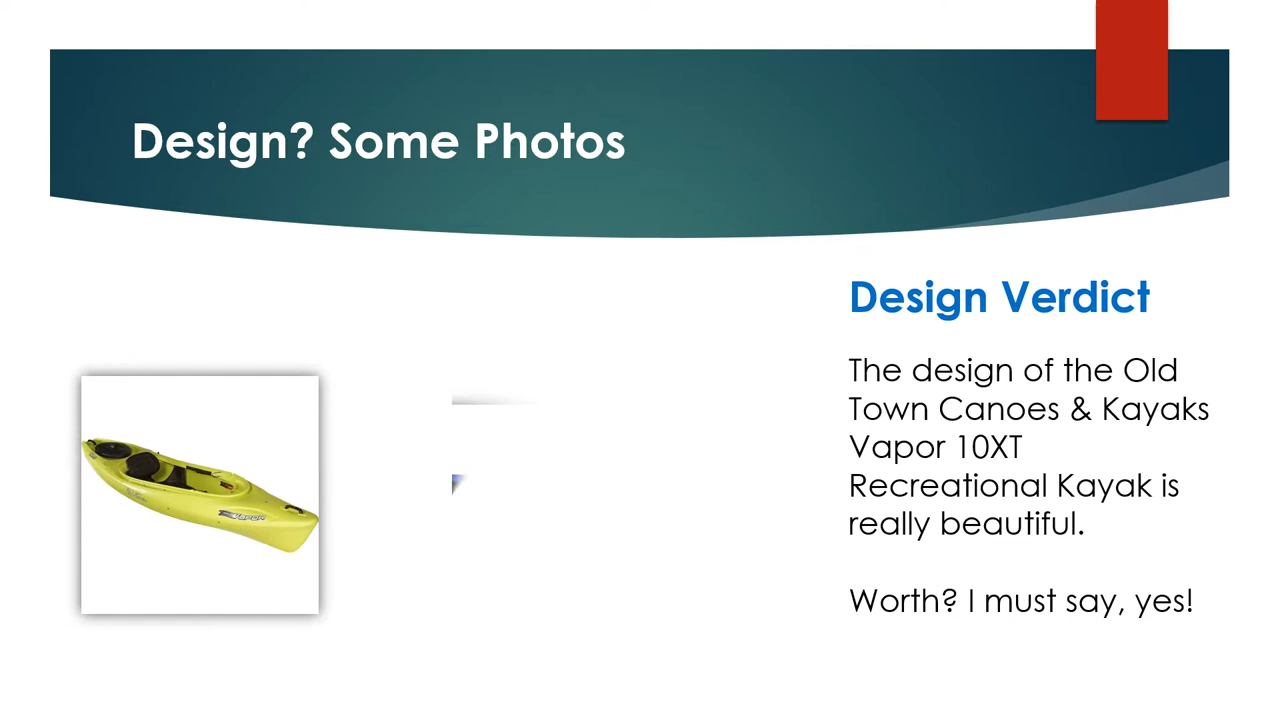 Design? Some Photos
Design Verdict
The design of the Old
Town Canoes & Kayaks
Vapor 10XT
Recreational Kayak is
really beautiful.
Worth? I must say, yes!
VAPOR